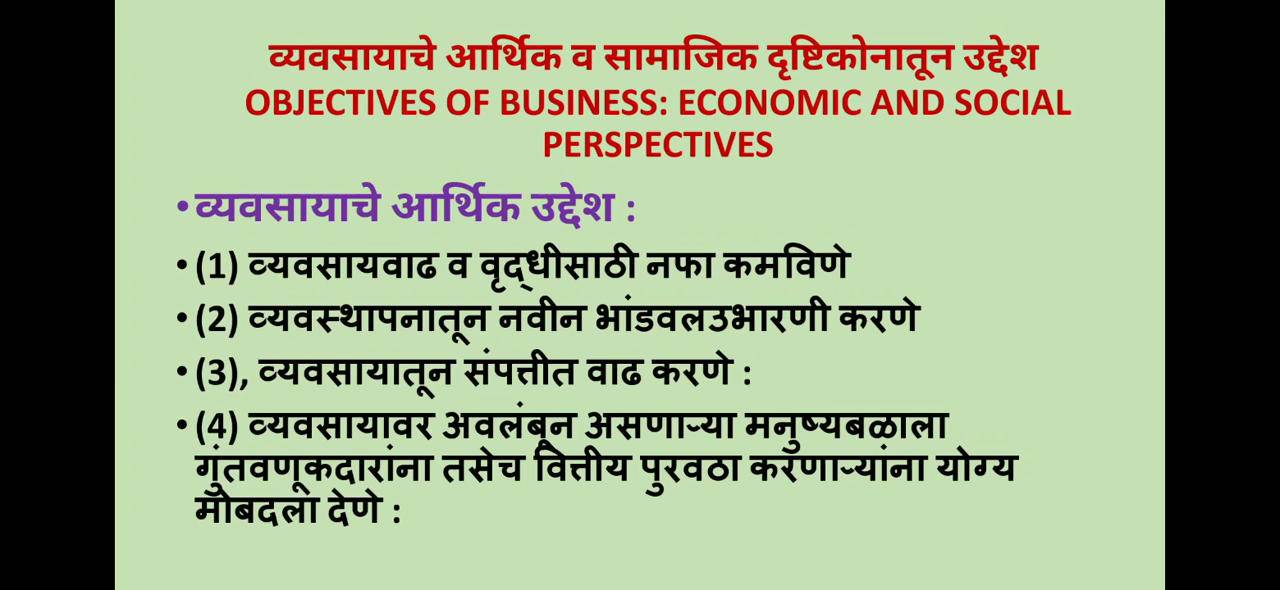 व्यवसायाचे आर्थिक व सामाजिक दृष्टिकोनातून उद्देश
OBJECTIVES OF BUSINESS: ECONOMIC AND SOCIAL
PERSPECTIVES
•व्यवसायाचे आर्थिक उद्देश :
• (1) व्यवसायवाढ व वृद्धीसाठी नफा कमविणे
• (2) व्यवस्थापनातून नवीन भांडवलउभारणी करणे
• (3), व्यवसायातून संपत्तीत वाढ करणे :
• (4) व्यवसायावर अवलंबून असणाऱ्या मनुष्यबळाला
गुंतवणूकदारांना तसेच वित्तीय पुरवठा करणाऱ्यांना योग्य
मोबदला देणे :